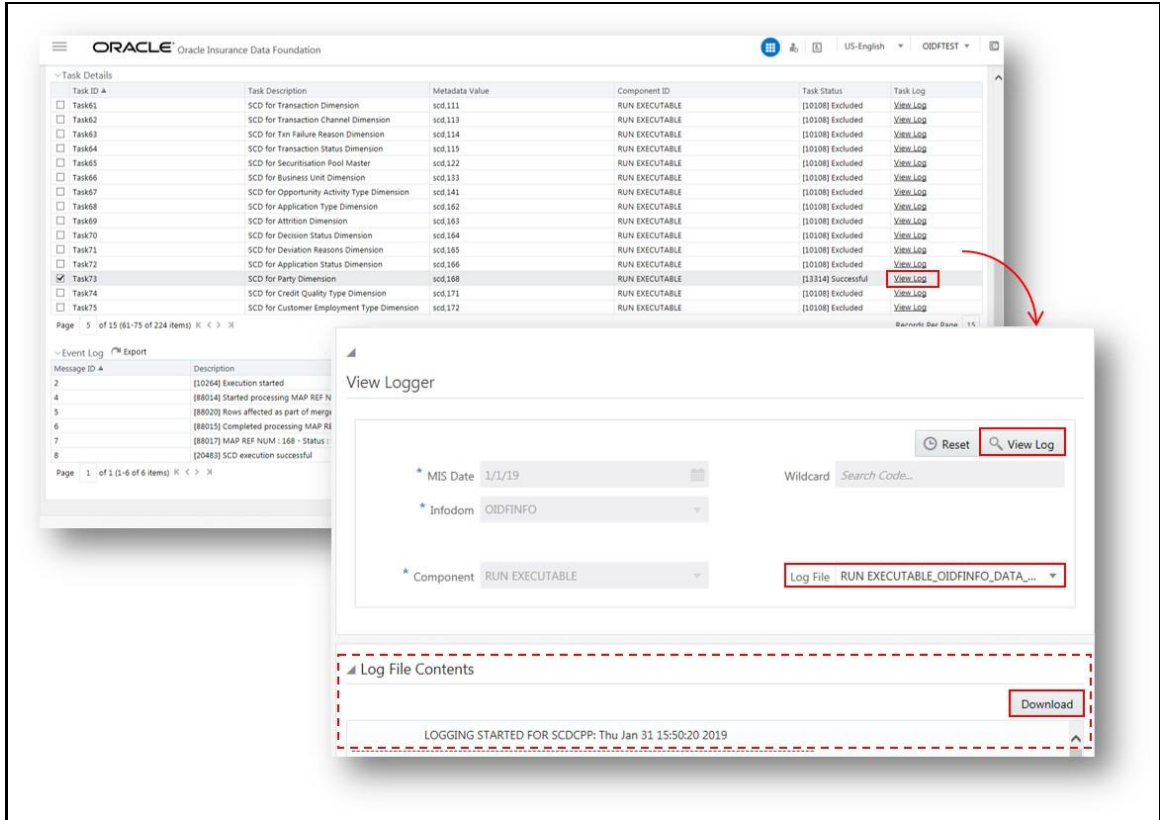 ORACLE® Oracle Insurance Data Foundation US-English OIDFTEST
Task Details
Task ID Task Description Metadata Value Component ID Task Status Task Log
Task61 SCD for Transaction Dimension scd,111 RUN EXECUTABLE [10108] Excluded View Log
Task62 SCD for Transaction Channel Dimension scd,113 RUN EXECUTABLE [10108] Excluded View Log
Task63 SCD for Txn Failure Reason Dimension scd,114 RUN EXECUTABLE [10108] Excluded View Log
Task64 SCD for Transaction Status Dimension scd,115 RUN EXECUTABLE [10108] Excluded View Log
Task65 SCD for Securitisation Pool Master scd,122 RUN EXECUTABLE [10108] Excluded View Log
Task66 SCD for Business Unit Dimension scd,133 RUN EXECUTABLE [10108] Excluded View Log
Task67 SCD for Opportunity Activity Type Dimension scd,141 RUN EXECUTABLE [10108] Excluded View Log
Task68 SCD for Application Type Dimension scd,162 RUN EXECUTABLE [10108] Excluded View Log
Task69 SCD for Attrition Dimension scd,163 RUN EXECUTABLE [10108] Excluded View Log
Task70 SCD for Decision Status Dimension scd,164 RUN EXECUTABLE [10108] Excluded View Log
Task71 SCD for Deviation Reasons Dimension scd,165 RUN EXECUTABLE [10108] Excluded View Log
Task72 SCD for Application Status Dimension scd,166 RUN EXECUTABLE [10108] Excluded View Log
Task73 SCD for Party Dimension scd,168 RUN EXECUTABLE [13314] Successful View Log
Task74 SCD for Credit Quality Type Dimension scd,171 RUN EXECUTABLE [10108] Excluded View Log
Task75 SCD for Customer Employment Type Dimension scd,172 RUN EXECUTABLE [10108] Excluded View Log
Page 5 of 15 (61-75 of 224 items) Records Per Page 15
Event Log Export
Message ID Description
2 [10264] Execution started
4 [88014] Started processing MAP REF N
5 [88020] Rows affected as part of merge
6 [88015] Completed processing MAP RE
7 [88017] MAP REF NUM : 168 - Status :
8 [20483] SCD execution successful
Page 1 of 1 (1-6 of 6 items)
View Logger
Reset View Log
* MIS Date 1/1/19 Wildcard Search Code...
* Infodom OIDFINFO
* Component RUN EXECUTABLE Log File RUN EXECUTABLE_OIDFINFO_DATA_...
Log File Contents
Download
LOGGING STARTED FOR SCDCPP: Thu Jan 31 15:50:20 2019